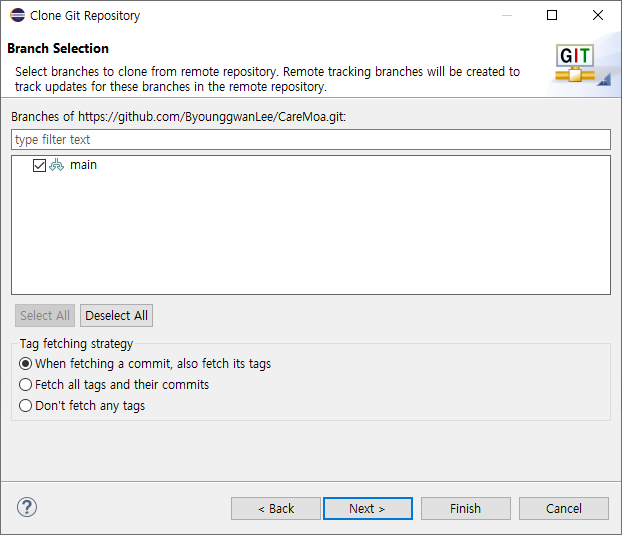 Clone Git Repository
Branch Selection
Select branches to clone from remote repository. Remote tracking branches will be created to
track updates for these branches in the remote repository.
GIT
Branches of https://github.com/ByounggwanLee/CareMoa.git:
type filter text
main
Select All
Deselect All
Tag fetching strategy
When fetching a commit, also fetch its tags
Fetch all tags and their commits
Don't fetch any tags
?
< Back
Next >
Finish
Cancel